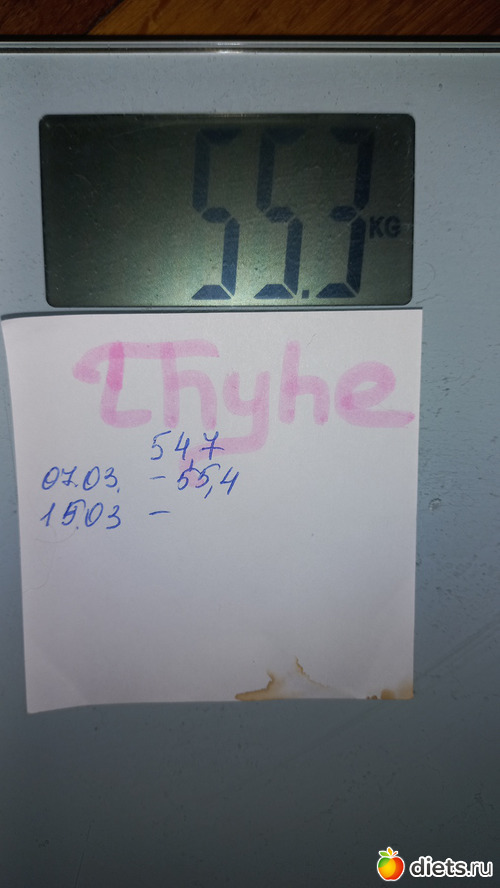 55.3 KG
Thyhe
54,7
07.03. - 55,4
15.03 -
diets.ru